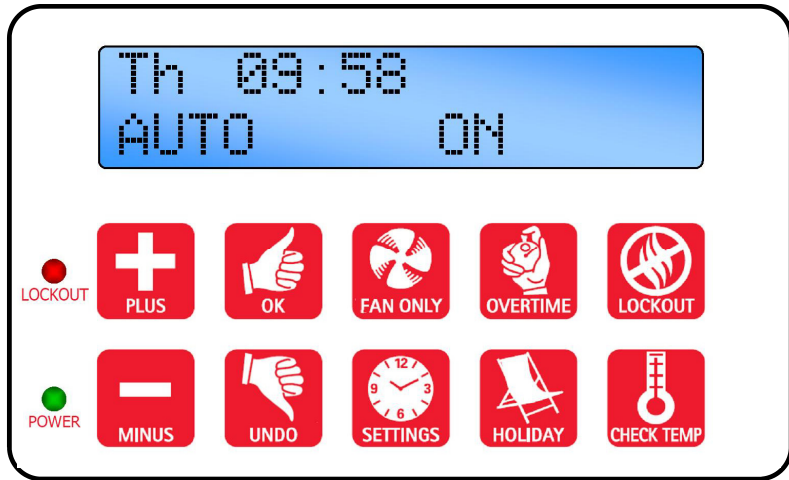 Th 09:58
AUTO ON
LOCKOUT
PLUS
OK
FAN ONLY
OVERTIME
LOCKOUT
POWER
MINUS
UNDO
12
9 3
6
SETTINGS
HOLIDAY
CHECK TEMP